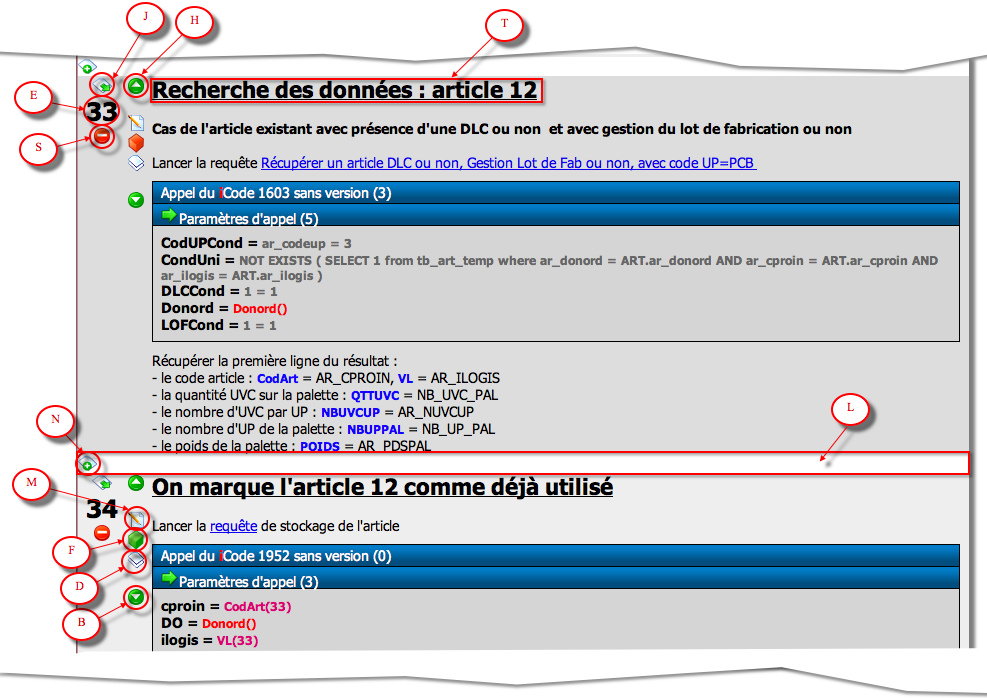 J
H
T
E
Recherche des données : article 12
33
S
Cas de l'article existant avec présence d'une DLC ou non et avec gestion du lot de fabrication ou non
Lancer la requête Récupérer un article DLC ou non, Gestion Lot de Fab ou non, avec code UP=PCB
Appel du iCode 1603 sans version (3)
Paramètres d'appel (5)
CodUPCond = ar_codeup = 3
CondUni = NOT EXISTS ( SELECT 1 from tb_art_temp where ar_donord = ART.ar_donord AND ar_cproin = ART.ar_cproin AND
ar_ilogis = ART.ar_ilogis )
DLCCond = 1 = 1
Donord = Donord()
LOFCond = 1 = 1
Récupérer la première ligne du résultat :
- le code article : CodArt = AR_CPROIN, VL = AR_ILOGIS
- la quantité UVC sur la palette : QTTUVC = NB_UVC_PAL
- le nombre d'UVC par UP : NBUVCUP = AR_NUVCUP
- le nombre d'UP de la palette : NBUPPAL = NB_UP_PAL
- le poids de la palette : POIDS = AR_PDSPAL
L
N
M
On marque l'article 12 comme déjà utilisé
34
Lancer la requête de stockage de l'article
F
Appel du iCode 1952 sans version (0)
D
Paramètres d'appel (3)
B
cproin = CodArt(33)
DO = Donord()
ilogis = VL(33)